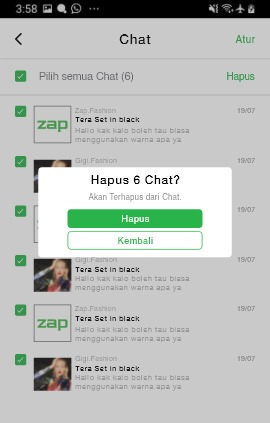 3:58
Chat
Atur
Pilih semua Chat (6)
Hapus
Zap.Fashion
19/07
zap
Tera Set in black
Hallo kak kalo boleh tau biasa
menggunakan warna apa ya
Gigi.Fashion
19/07
Hapus 6 Chat?
Akan Terhapus dari Chat.
19/07
Hapus
Kembali
Gigi.Fashion
19/07
Tera Set in black
Hallo kak kalo boleh tau biasa
menggunakan warna apa ya
Zap.Fashion
19/07
zap
Tera Set in black
Hallo kak kalo boleh tau biasa
menggunakan warna apa ya
Gigi.Fashion
19/07
Tera Set in black
Hallo kak kalo boleh tau biasa
menggunakan warna apa ya